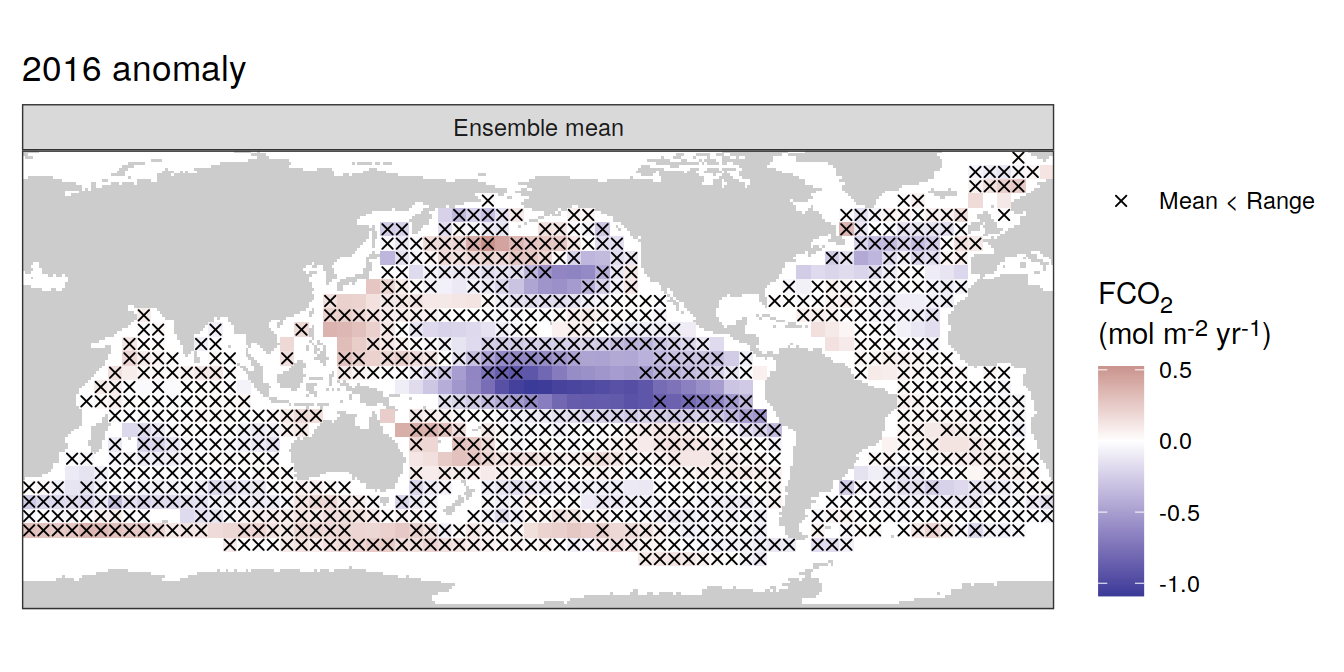 2016 anomaly
Ensemble mean
× Mean < Range
FCO₂
(mol m⁻² yr⁻¹)
0.5
0.0
-0.5
-1.0